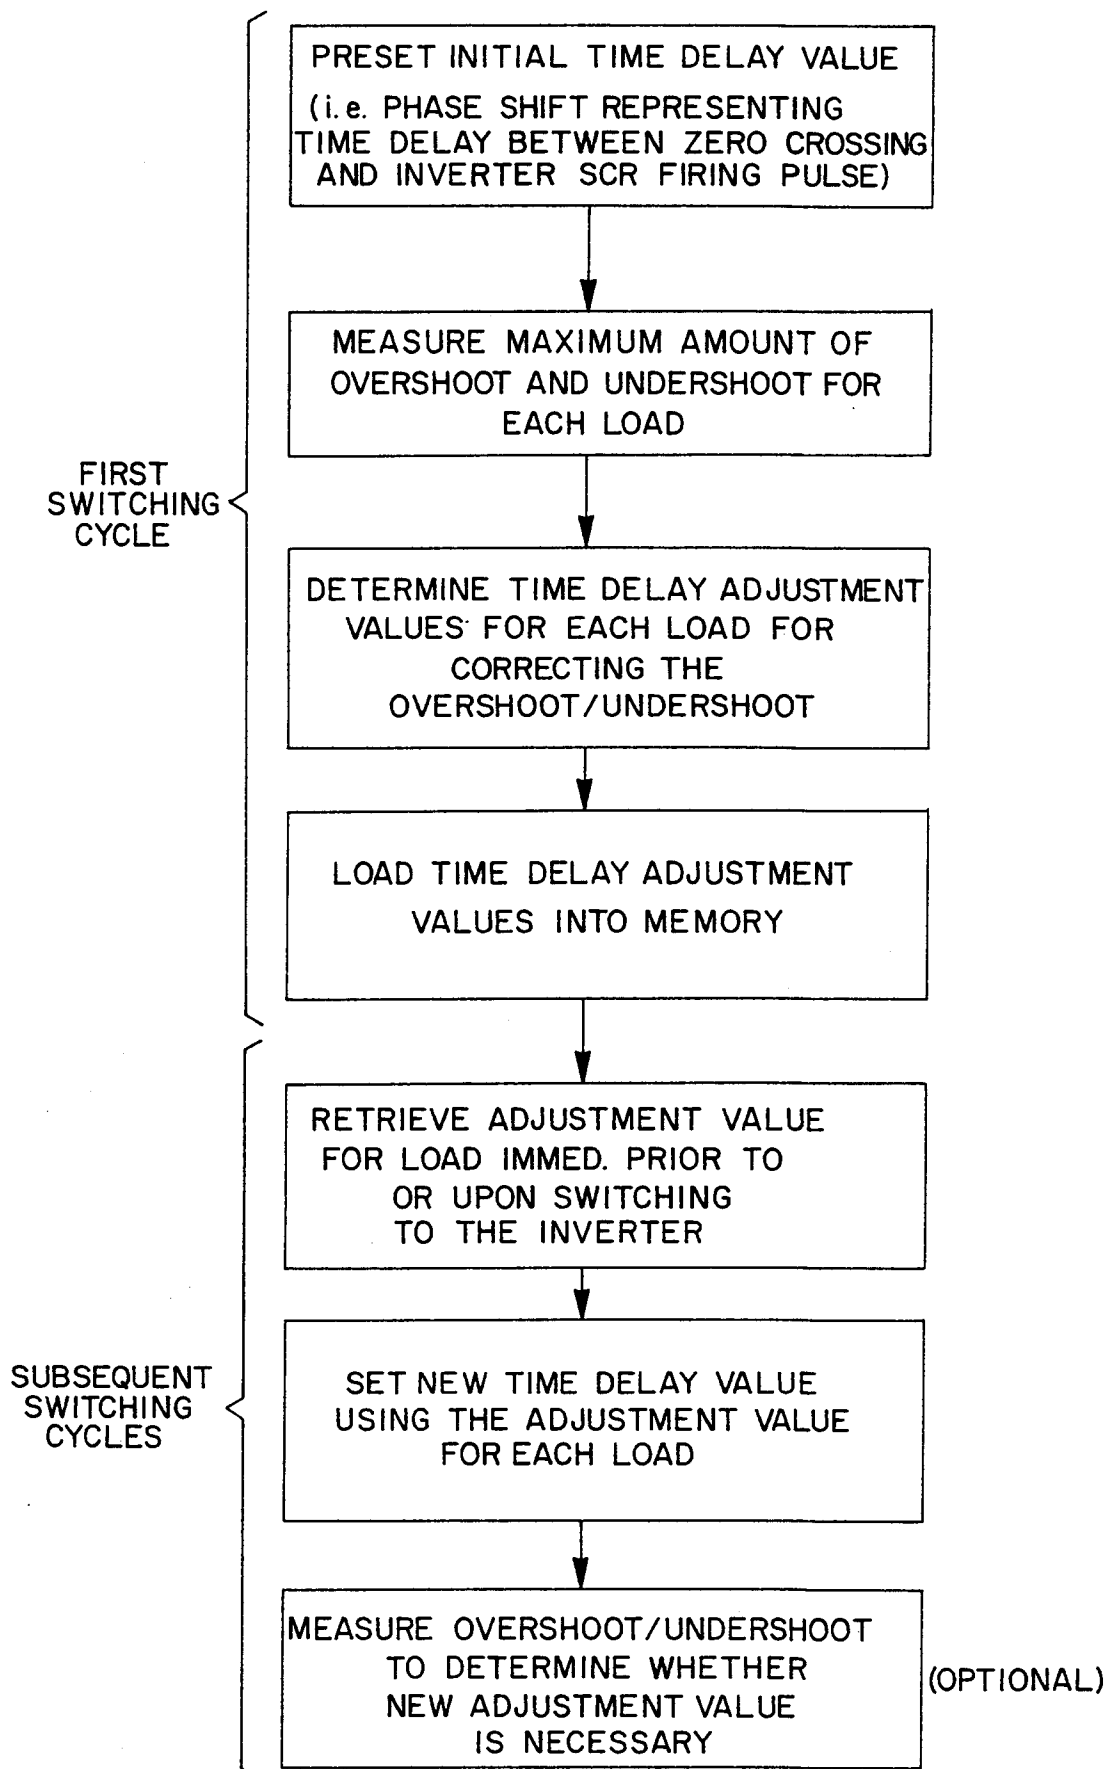 PRESET INITIAL TIME DELAY VALUE
(i.e. PHASE SHIFT REPRESENTING
TIME DELAY BETWEEN ZERO CROSSING
AND INVERTER SCR FIRING PULSE)
MEASURE MAXIMUM AMOUNT OF
OVERSHOOT AND UNDERSHOOT FOR
EACH LOAD
FIRST
SWITCHING
CYCLE
DETERMINE TIME DELAY ADJUSTMENT
VALUES FOR EACH LOAD FOR
CORRECTING THE
OVERSHOOT/UNDERSHOOT
LOAD TIME DELAY ADJUSTMENT
VALUES INTO MEMORY
RETRIEVE ADJUSTMENT VALUE
FOR LOAD IMMED. PRIOR TO
OR UPON SWITCHING
TO THE INVERTER
SUBSEQUENT
SWITCHING
CYCLES
SET NEW TIME DELAY VALUE
USING THE ADJUSTMENT VALUE
FOR EACH LOAD
MEASURE OVERSHOOT/UNDERSHOOT
TO DETERMINE WHETHER
NEW ADJUSTMENT VALUE
IS NECESSARY
(OPTIONAL)